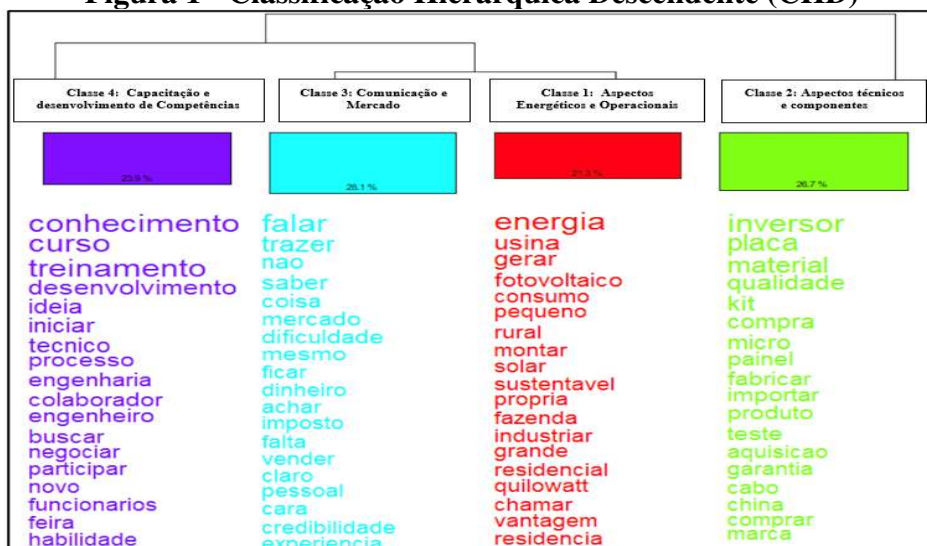 Figura 1 - Classificação Hierárquica Descendente (CHD)
Classe 4: Capacitação e
desenvolvimento de Competências
Classe 3: Comunicação e
Mercado
Classe 1: Aspectos
Energéticos e Operacionais
Classe 2: Aspectos técnicos
e componentes
23.9 %
28.1 %
26.7 %
conhecimento
curso
treinamento
desenvolvimento
ideia
iniciar
tecnico
processo
engenharia
colaborador
engenheiro
buscar
negociar
participar
novo
funcionarios
feira
habilidade
falar
trazer
nao
saber
coisa
mercado
dificuldade
mesmo
ficar
dinheiro
achar
imposto
falta
vender
claro
pessoal
cara
credibilidade
experiencia
energia
usina
gerar
fotovoltaico
consumo
pequeno
rural
montar
solar
sustentavel
propria
fazenda
industriar
grande
residencial
quilowatt
chamar
vantagem
residencia
inversor
placa
material
qualidade
kit
compra
micro
painel
fabricar
importar
produto
teste
aquisicao
garantia
cabo
china
comprar
marca